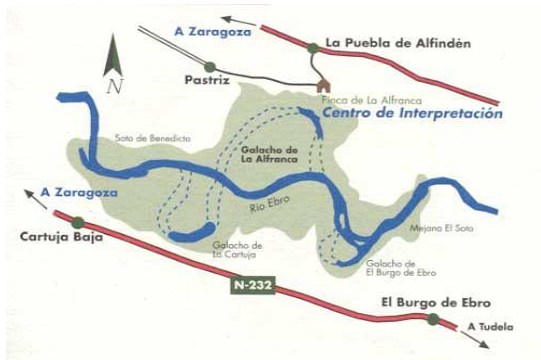 A Zaragoza
La Puebla de Alfindén
Pastriz
N
Finca de La Alfranca
Centro de Interpretación
Soto de Benedicto
Galacho de
La Alfranca
A Zaragoza
Río Ebro
Cartuja Baja
Galacho de
La Cartuja
Mejana El Soto
Galacho de
El Burgo de Ebro
N-232
El Burgo de Ebro
A Tudela